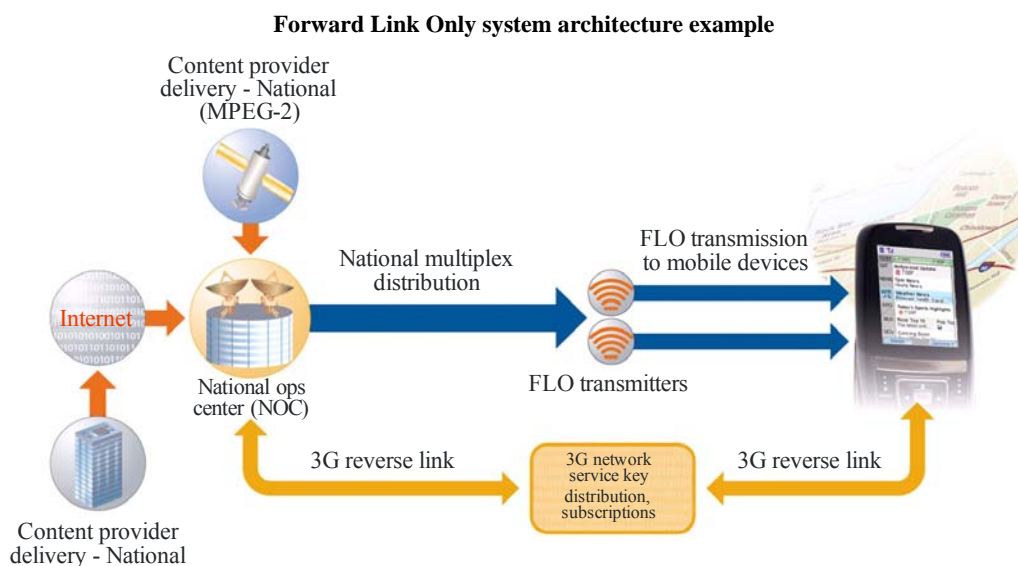 Forward Link Only system architecture example
Content provider
delivery - National
(MPEG-2)
National multiplex
distribution
FLO transmission
to mobile devices
Internet
National ops
center (NOC)
FLO transmitters
3G reverse link
3G network
service key
distribution,
subscriptions
3G reverse link
Content provider
delivery - National